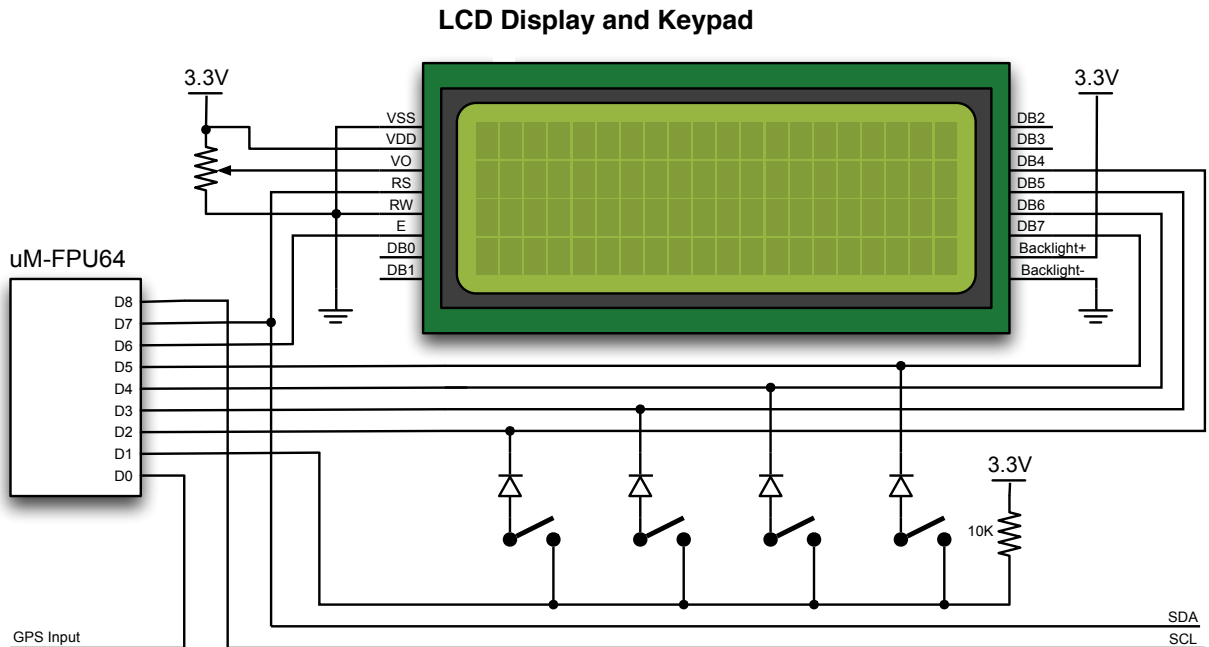 LCD Display and Keypad
3.3V
3.3V
VSS
VDD
VO
RS
RW
E
DB0
DB1
DB2
DB3
DB4
DB5
DB6
DB7
Backlight+
Backlight-
uM-FPU64
D8
D7
D6
D5
D4
D3
D2
D1
D0
3.3V
10K
SDA
SCL
GPS Input